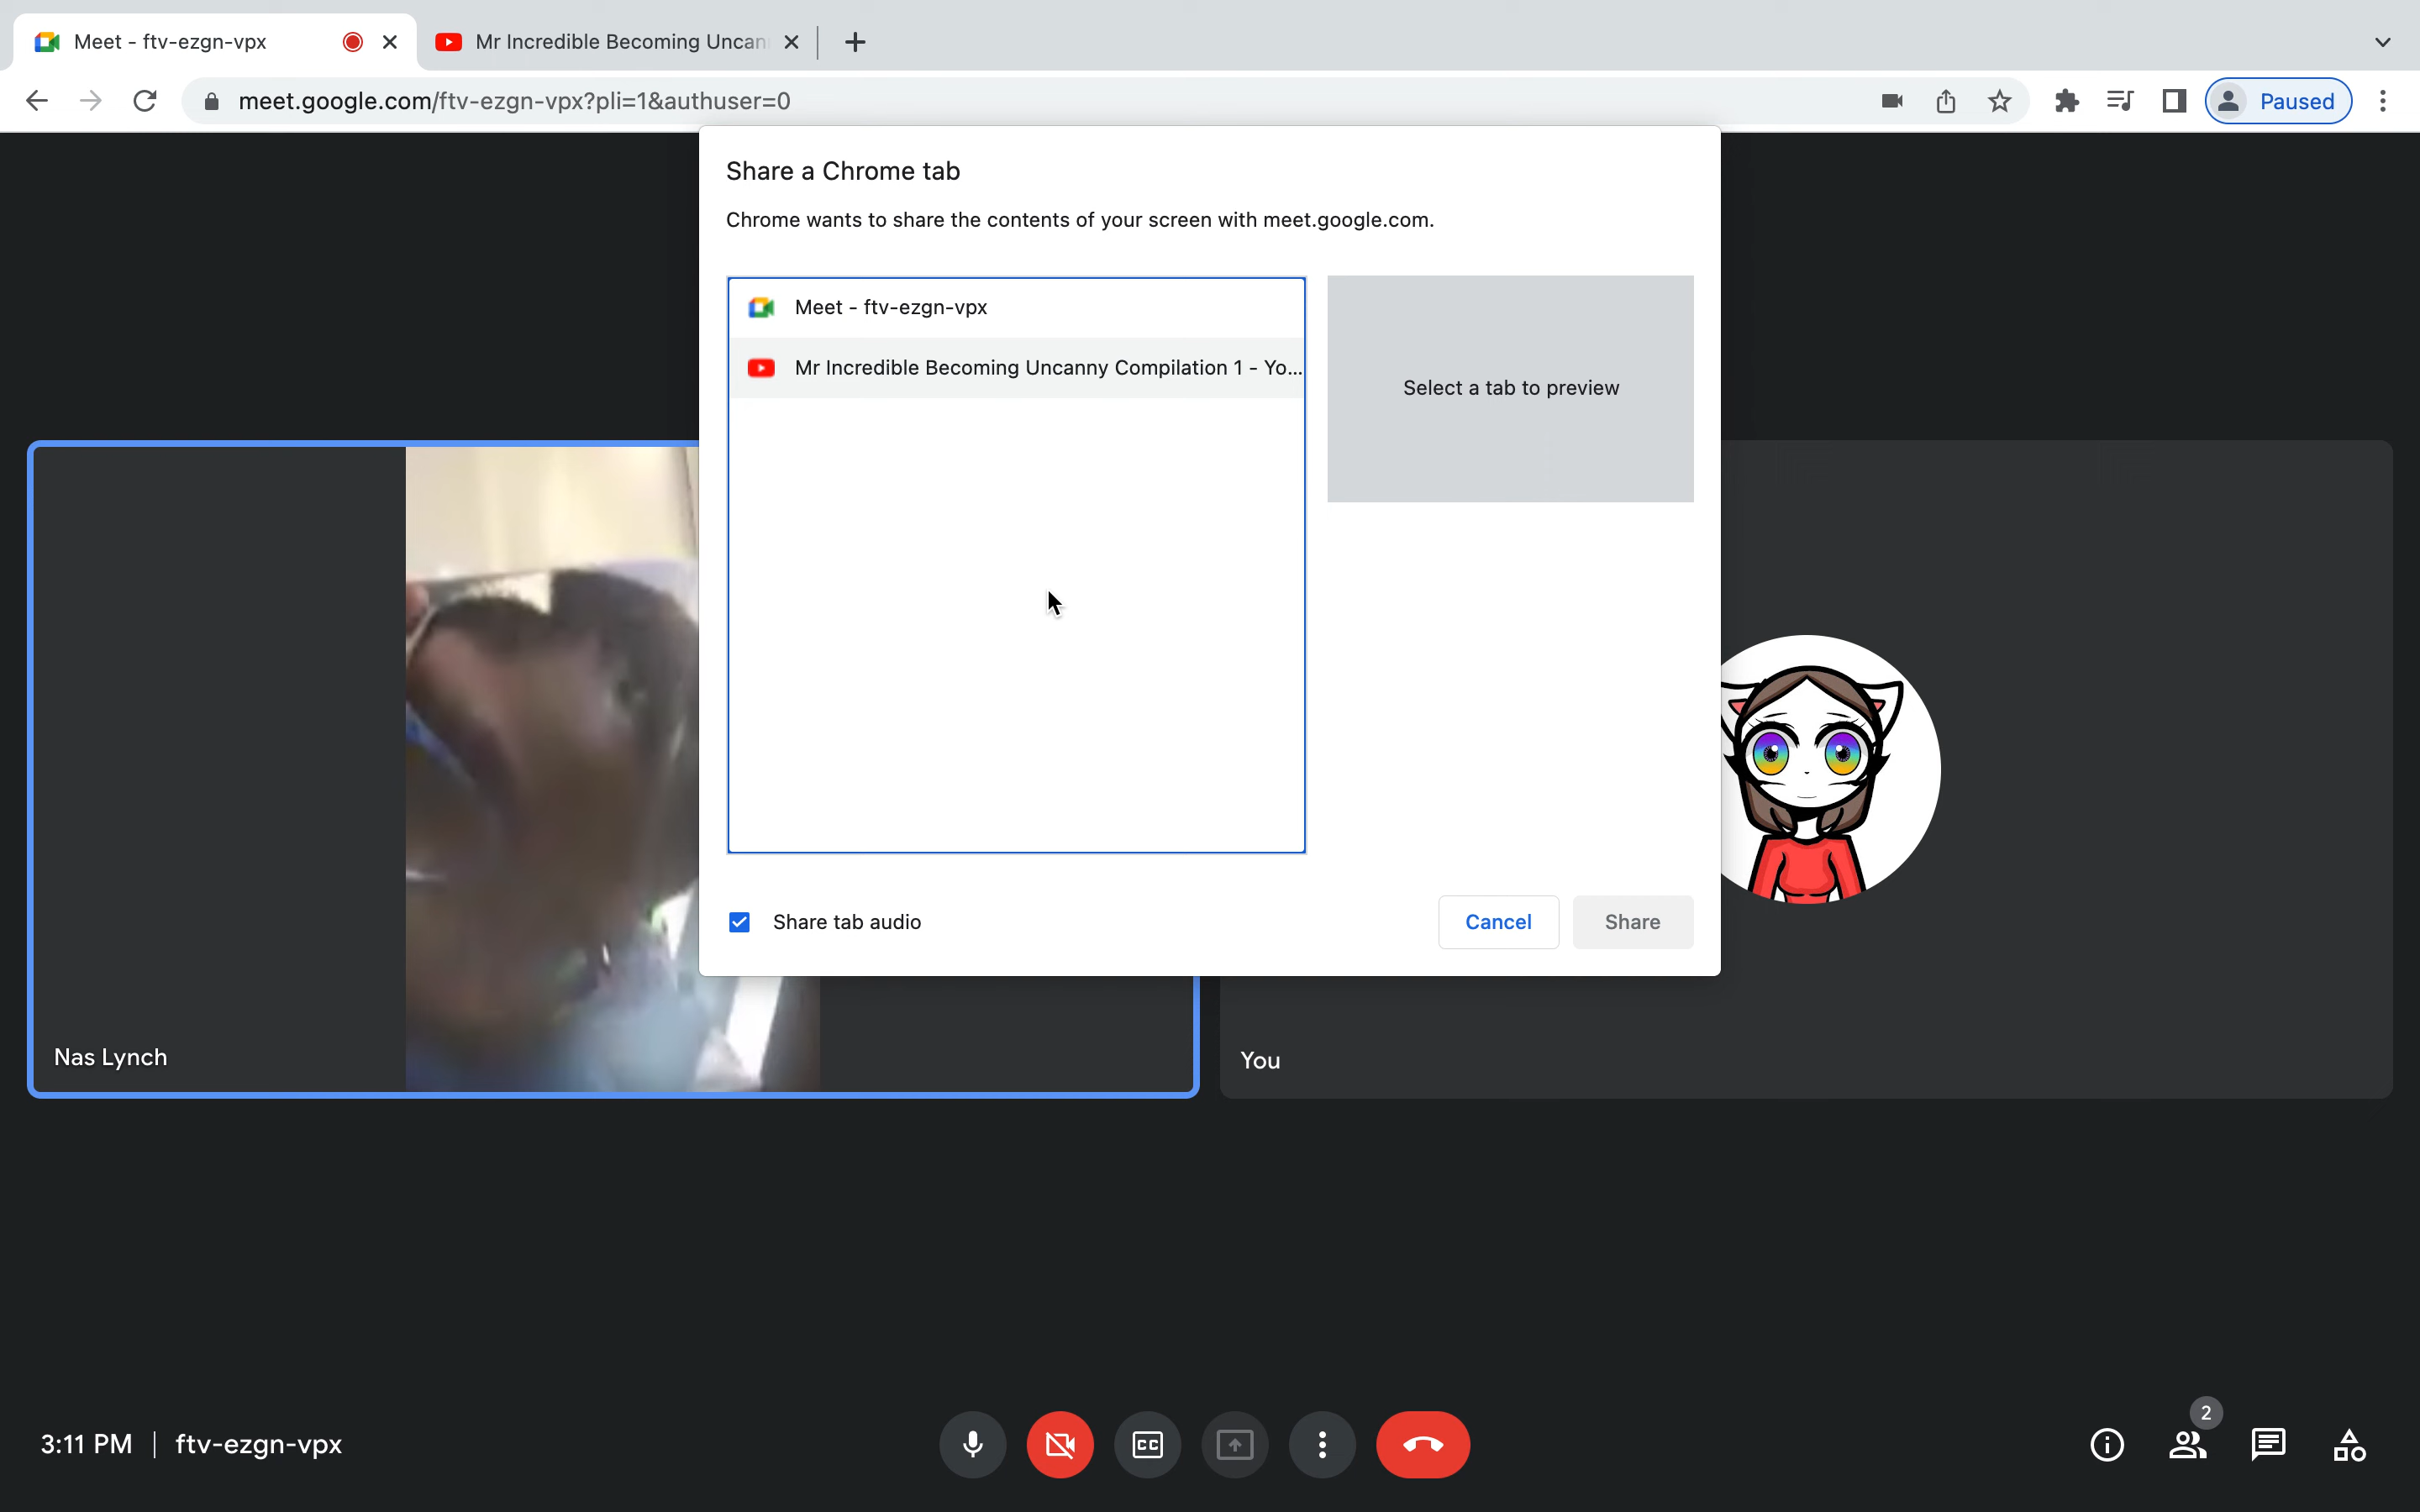 Meet - ftv-ezgn-vpx
Mr Incredible Becoming Uncan
meet.google.com/ftv-ezgn-vpx?pli=1&authuser=0
Paused
Share a Chrome tab
Chrome wants to share the contents of your screen with meet.google.com.
Meet - ftv-ezgn-vpx
Mr Incredible Becoming Uncanny Compilation 1 - Yo...
Select a tab to preview
Share tab audio
Cancel
Share
Nas Lynch
You
3:11 PM | ftv-ezgn-vpx
CC
2